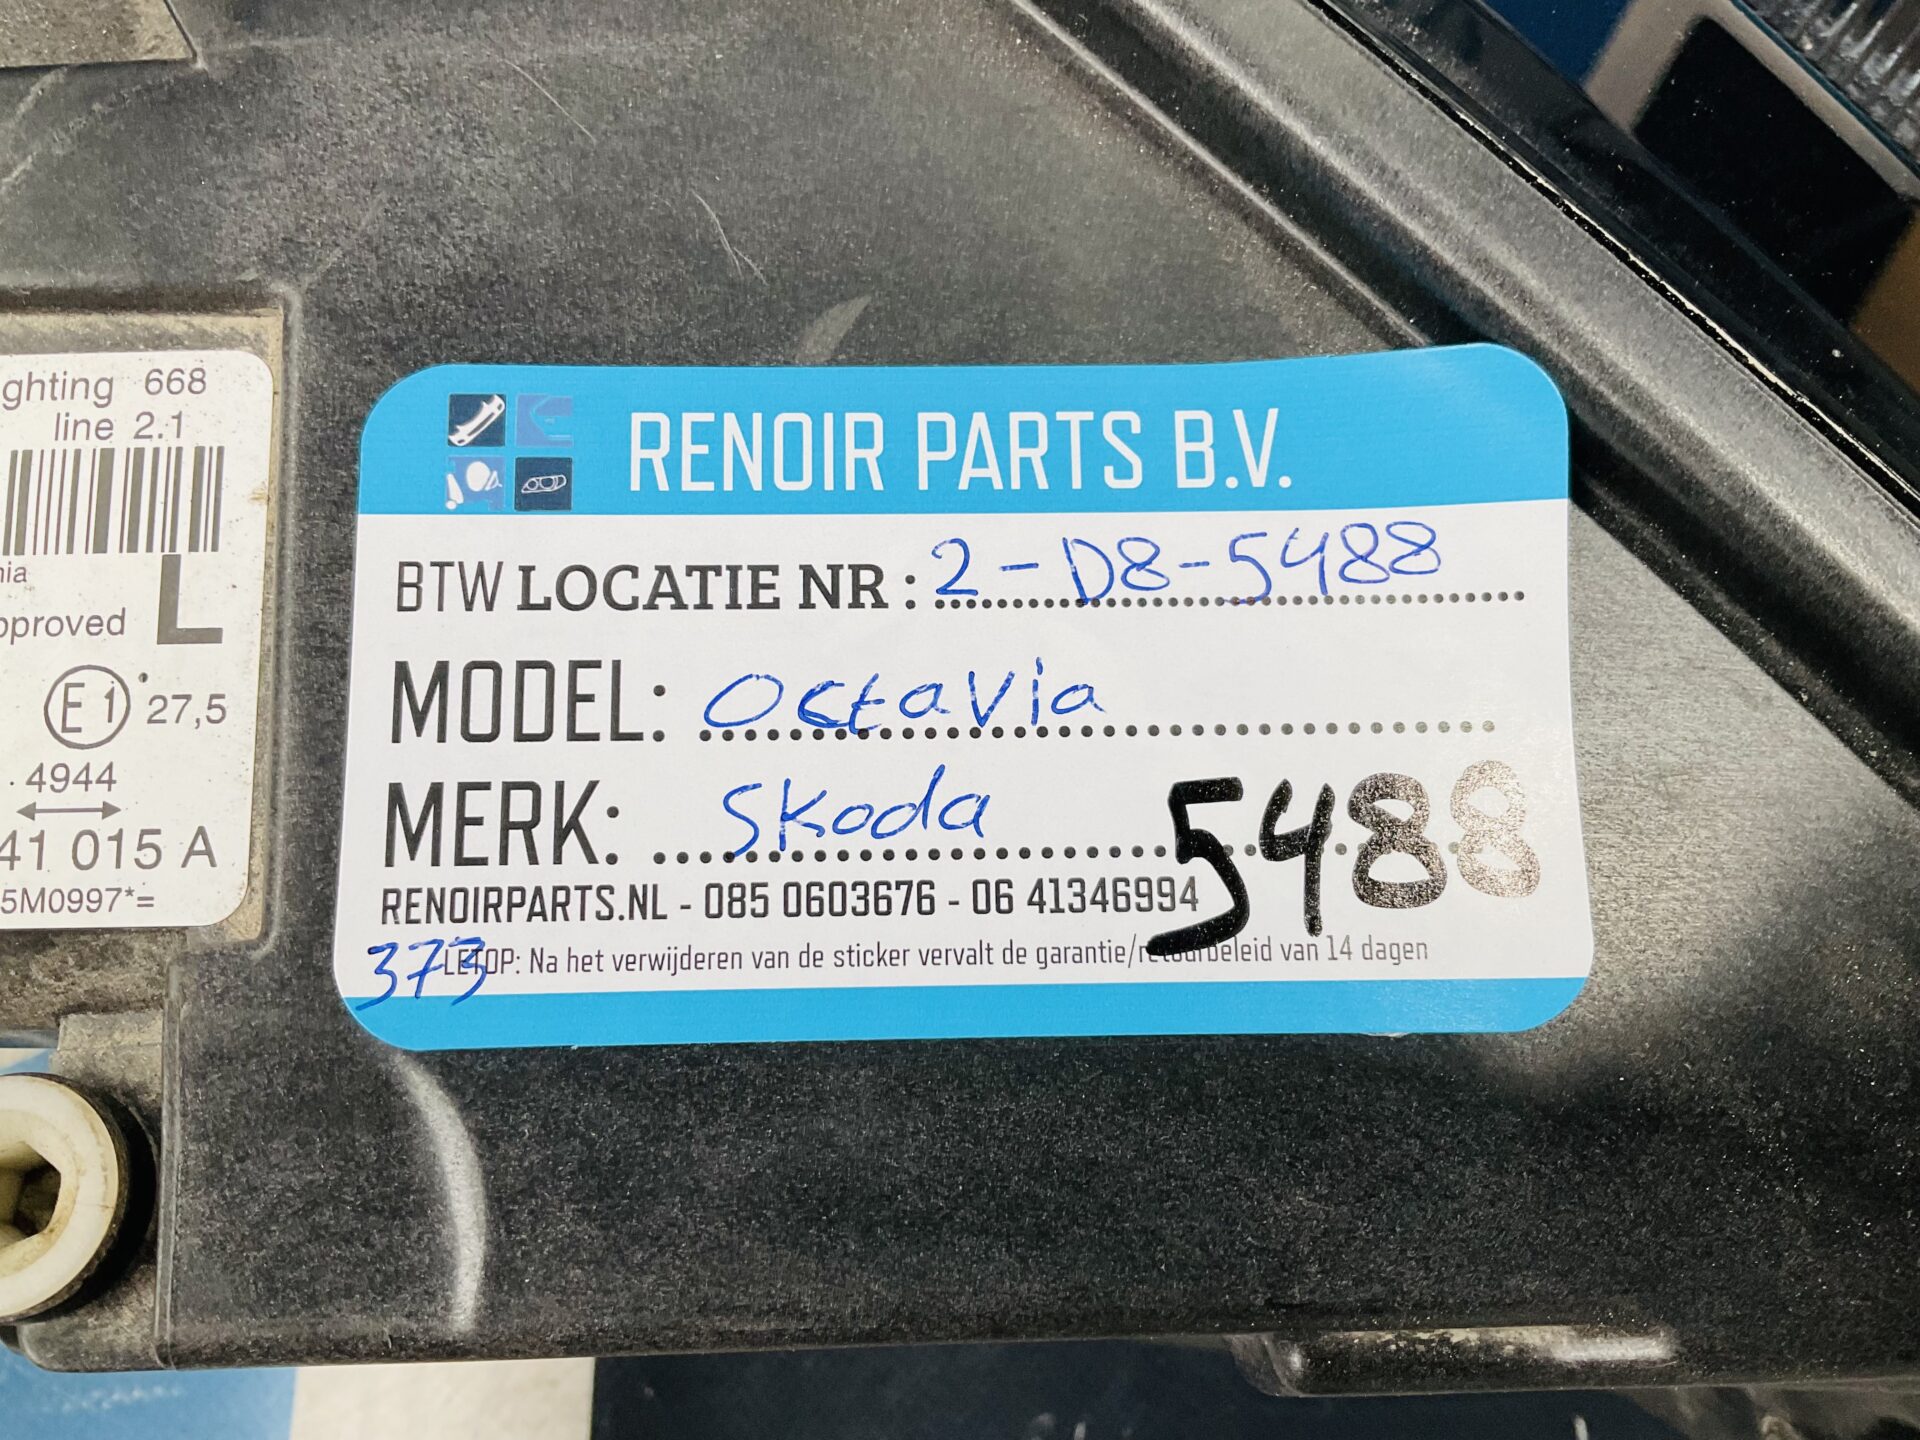 ghting 668
line 2.1
nia
pproved L
E1 27,5
. 4944
41 015 A
5M0997*=
RENOIR PARTS B.V.
BTW LOCATIE NR : 2-D8-5488
MODEL: Octavia
MERK: Skoda 5488
RENOIRPARTS.NL - 085 0603676 - 06 41346994
373 LETOP: Na het verwijderen van de sticker vervalt de garantie/retourbeleid van 14 dagen